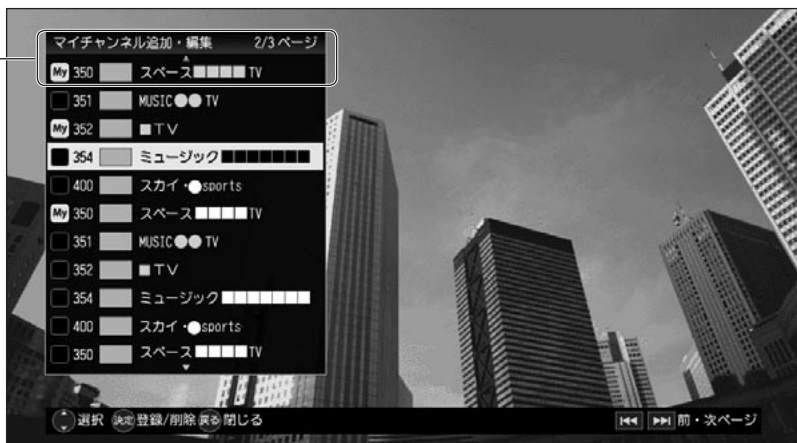 マイチャンネル追加・編集 2/3 ページ
My 350 スペース■■■■TV
351 MUSIC●●TV
My 352 ■TV
354 ミュージック■■■■■■■
400 スカイ・●sports
My 350 スペース■■■■TV
351 MUSIC●●TV
352 ■TV
354 ミュージック■■■■■■■
400 スカイ・●sports
350 スペース■■■■TV
選択 決定 登録/削除 戻る 閉じる 前・次ページ